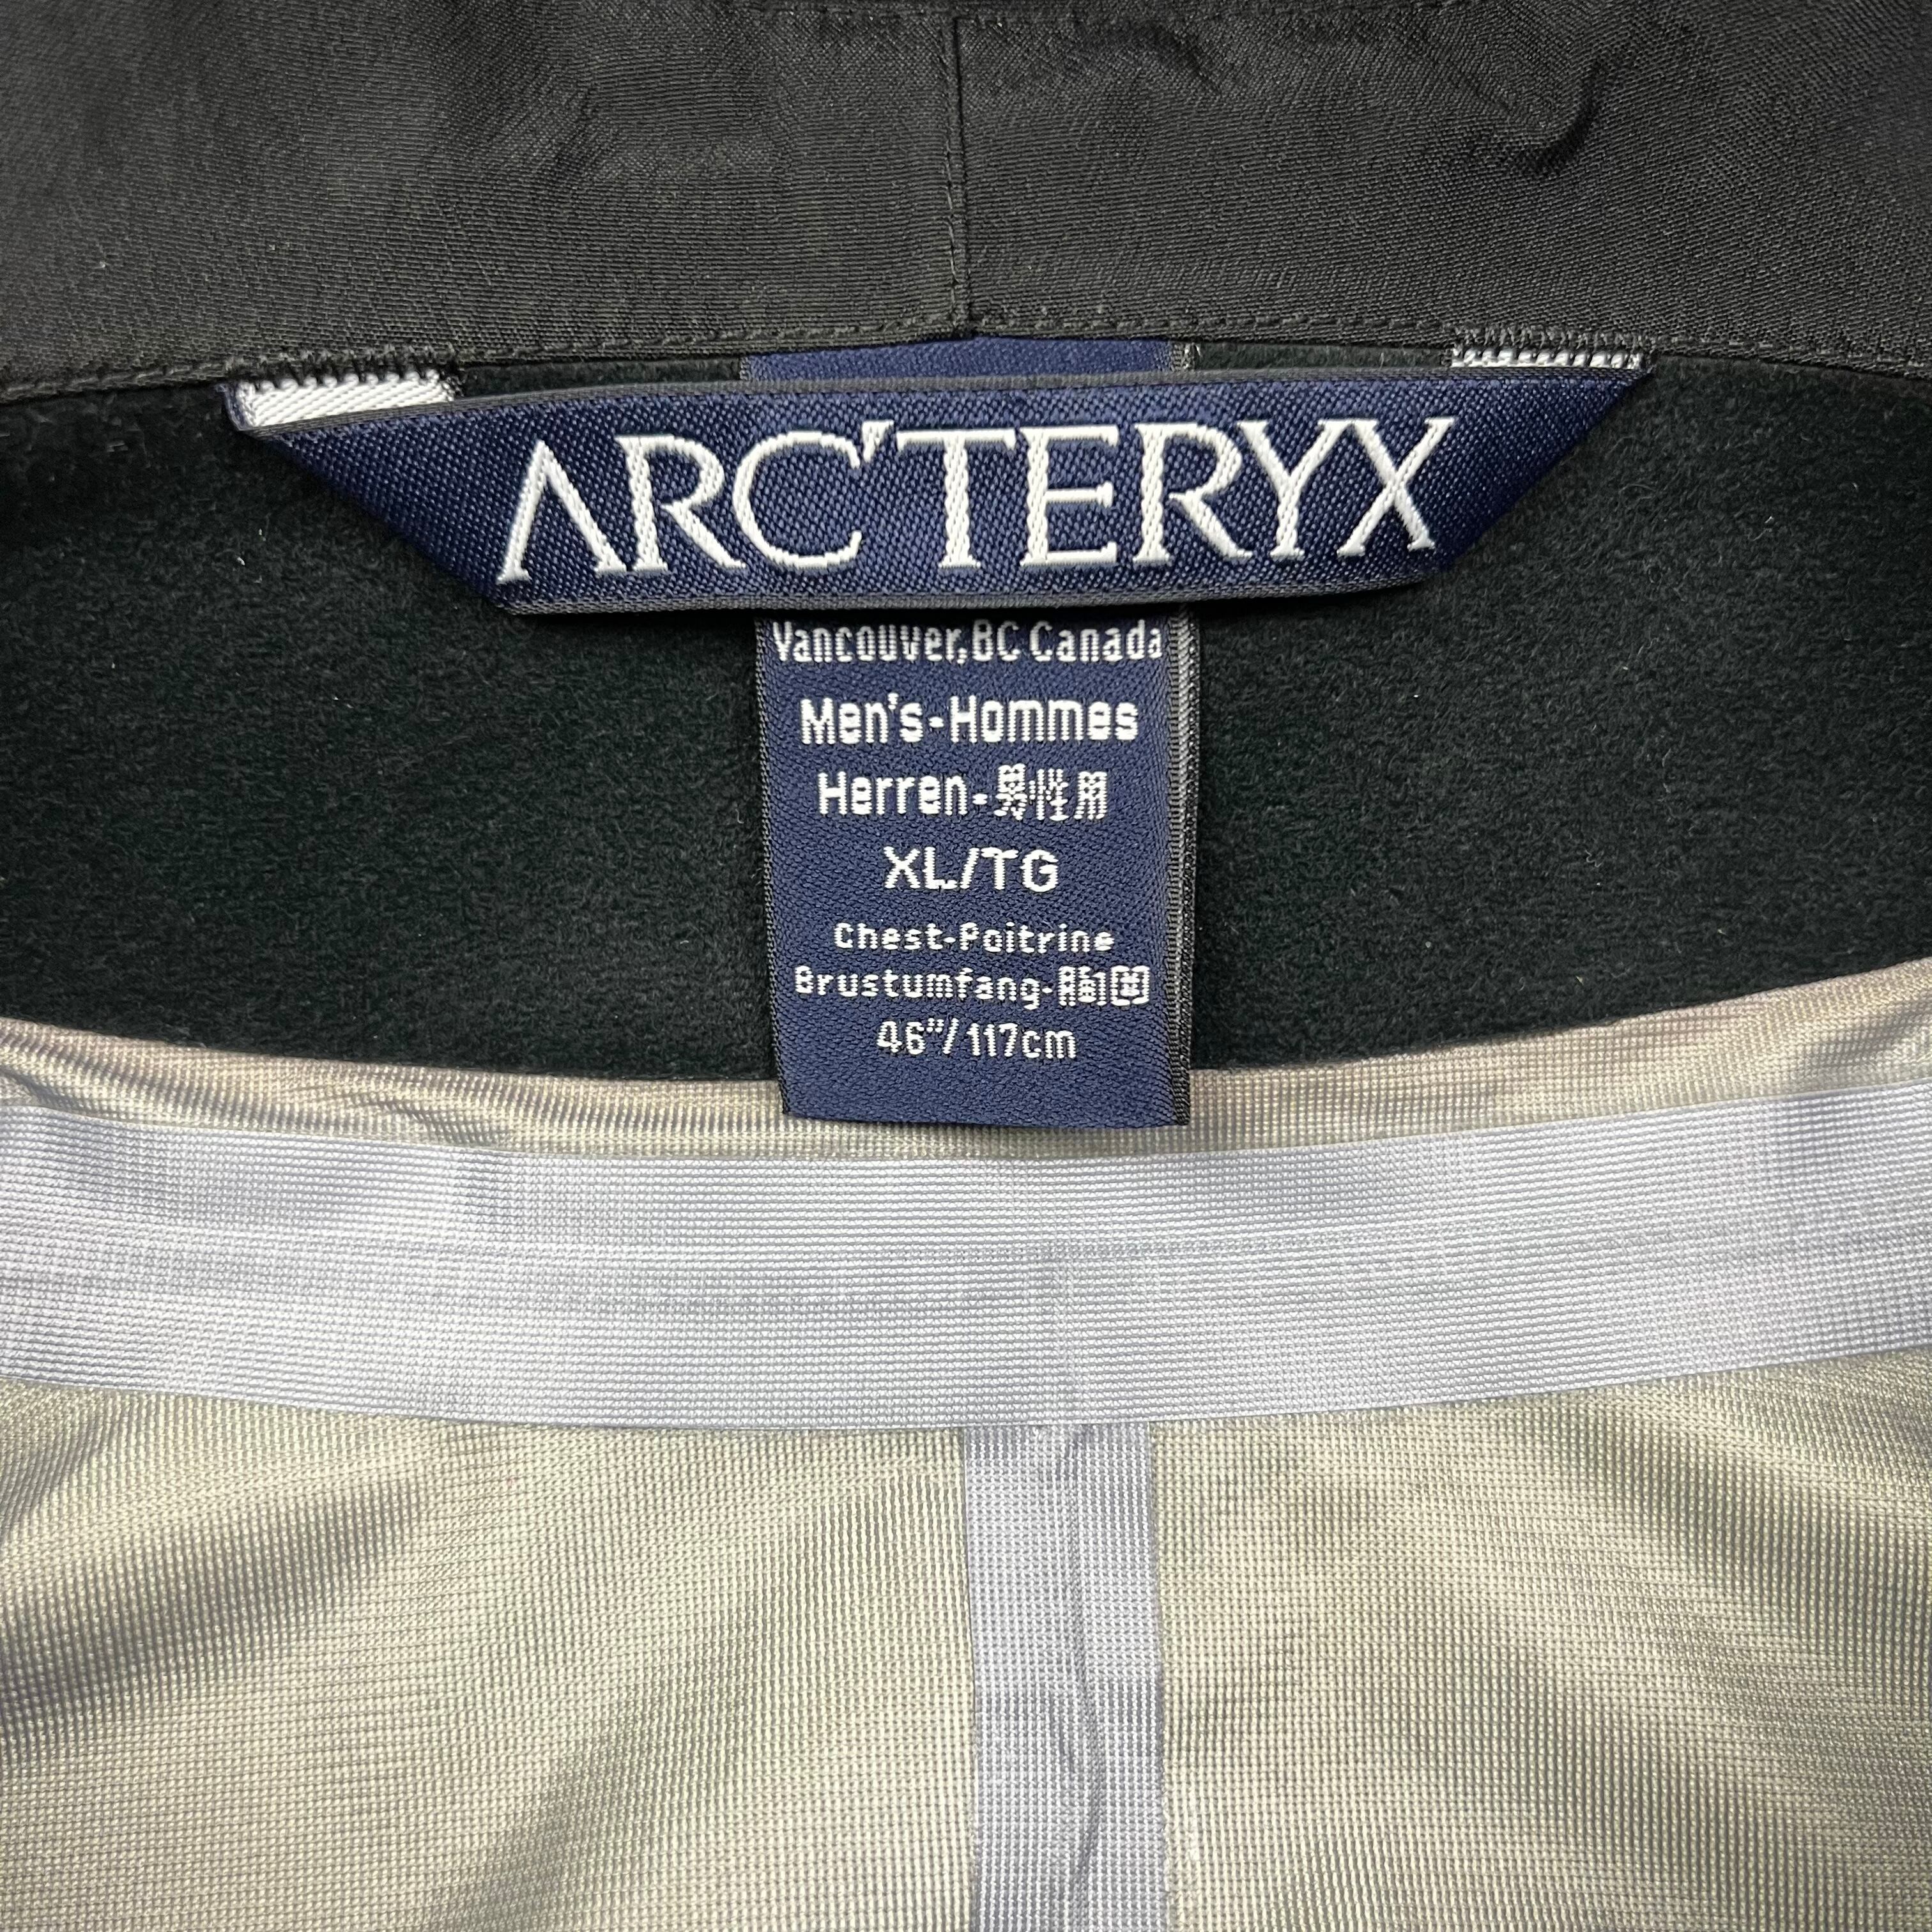 ARC'TERYX
Vancouver, BC Canada
Men's-Hommes
Herren-男性用
XL/TG
Chest-Poitrine
Brustumfang-胸囲
46"/117cm